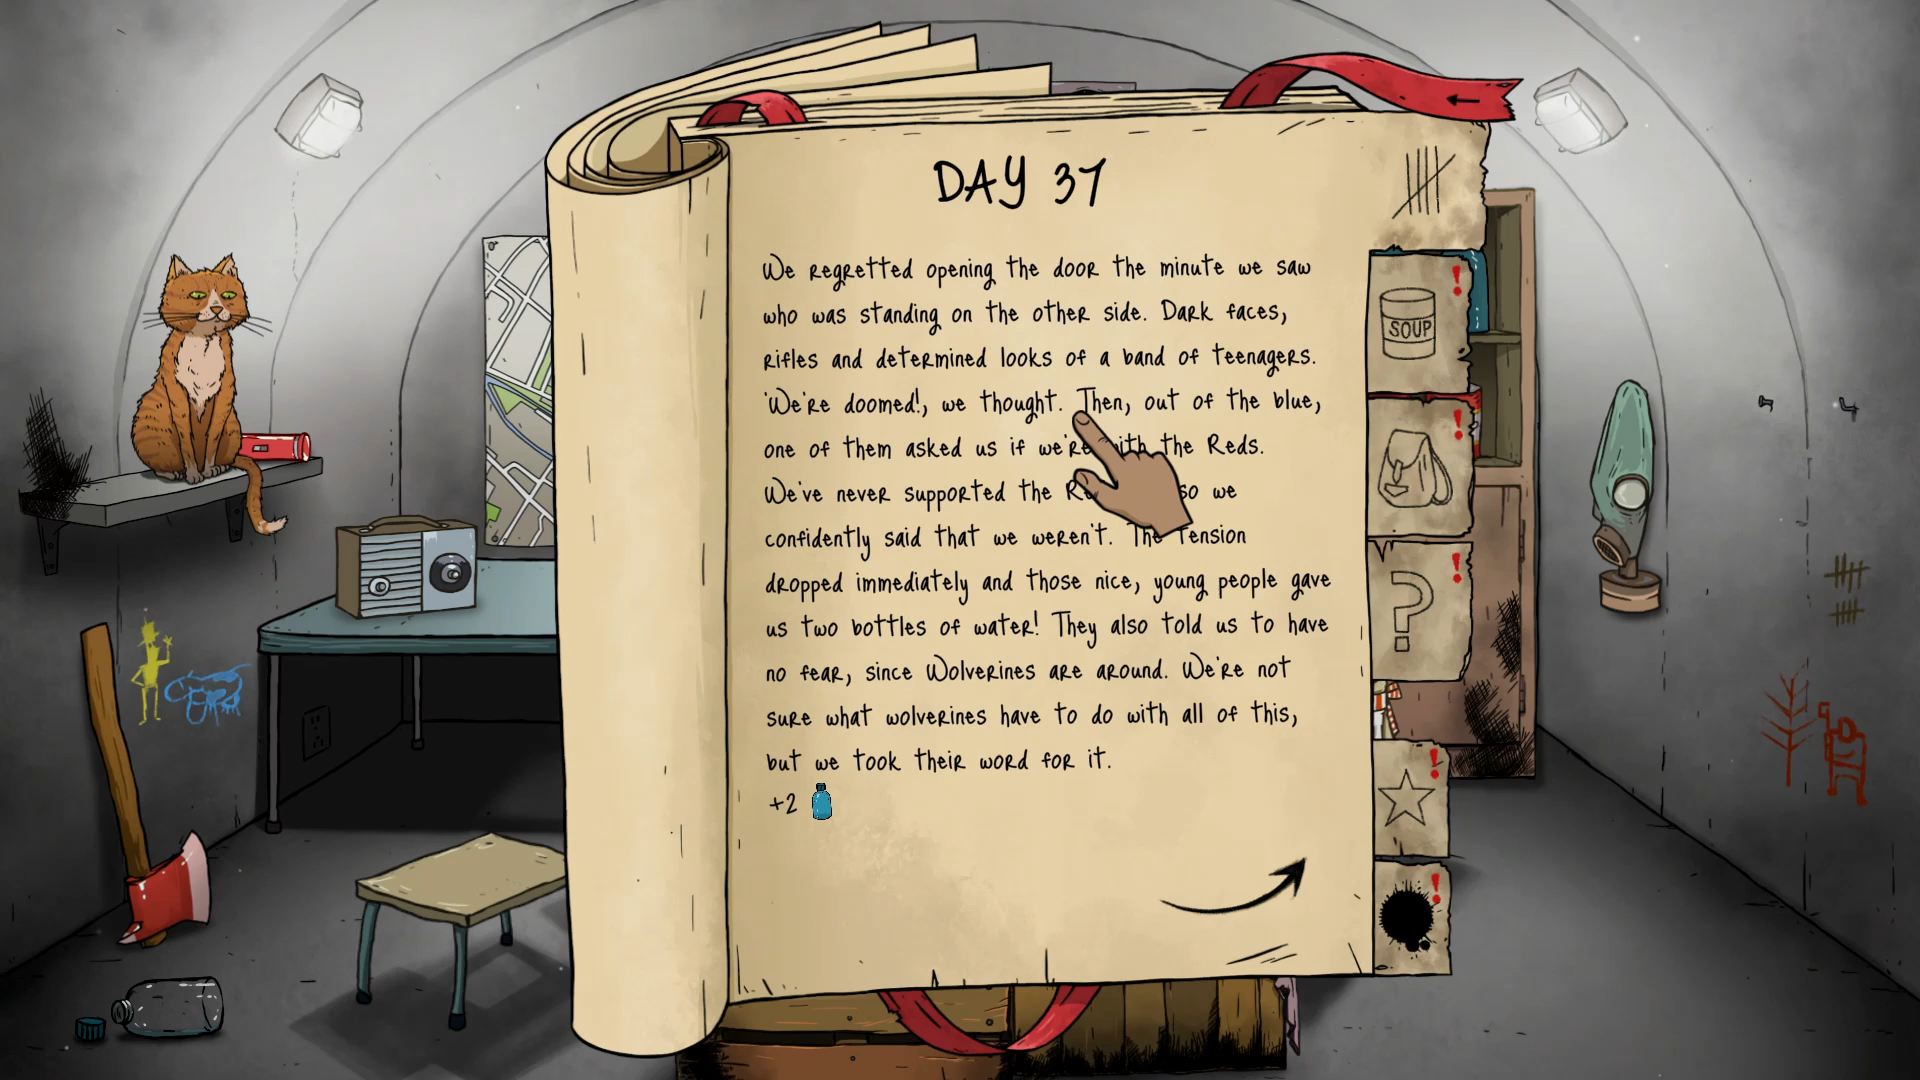 DAY 37
We regretted opening the door the minute we saw
who was standing on the other side. Dark faces,
rifles and determined looks of a band of teenagers.
'We're doomed!, we thought. Then, out of the blue,
one of them asked us if we're with the Reds.
We've never supported the so we
confidently said that we weren't. The tension
dropped immediately and those nice, young people gave
us two bottles of water! They also told us to have
no fear, since Wolverines are around. We're not
sure what wolverines have to do with all of this,
but we took their word for it.
+2
SOUP
!
!
?
!
!
!